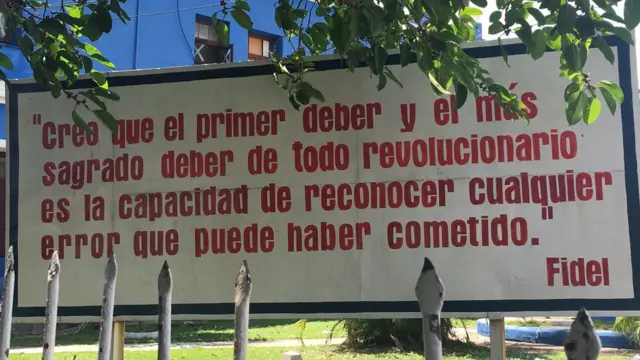 "Creo que el primer deber y el más
sagrado deber de todo revolucionario
es la capacidad de reconocer cualquier
error que puede haber cometido."
Fidel